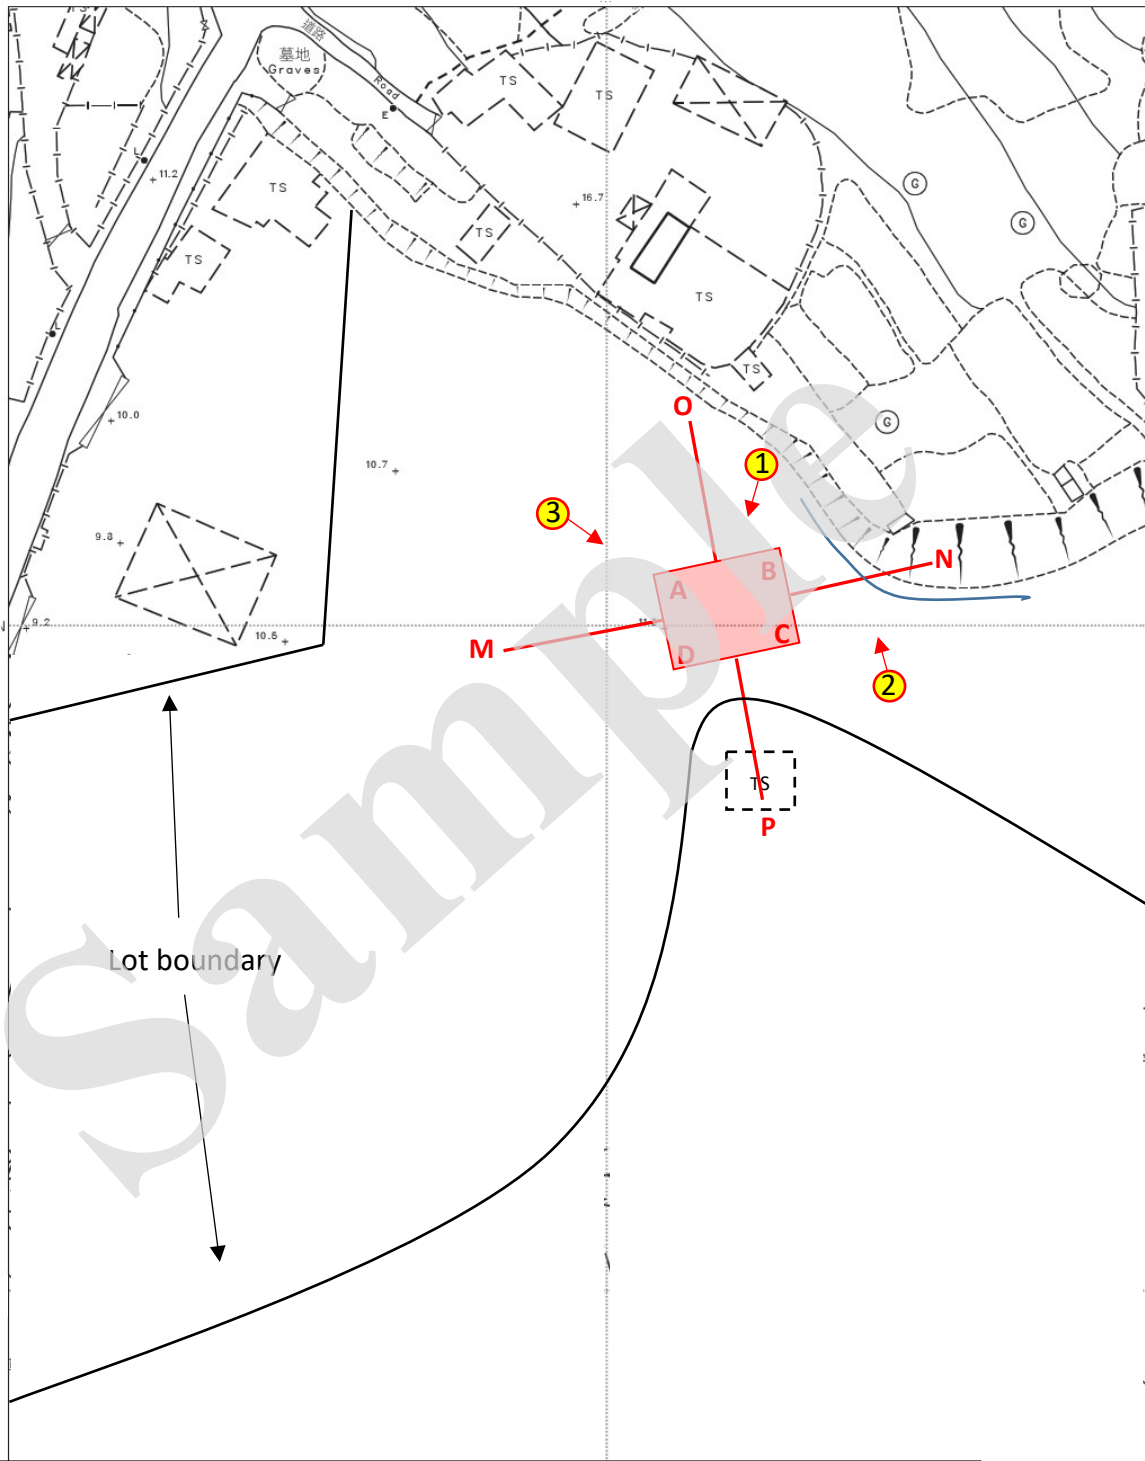 TS
道路
墓地
Graves
Road
E
TS
TS
L
11.2
TS
16.7
G
G
TS
TS
TS
L
TS
10.0
O
G
10.7
1
3
9.8
N
A
B
9.2
10.5
M
C
D
2
TS
P
Lot boundary
Sample